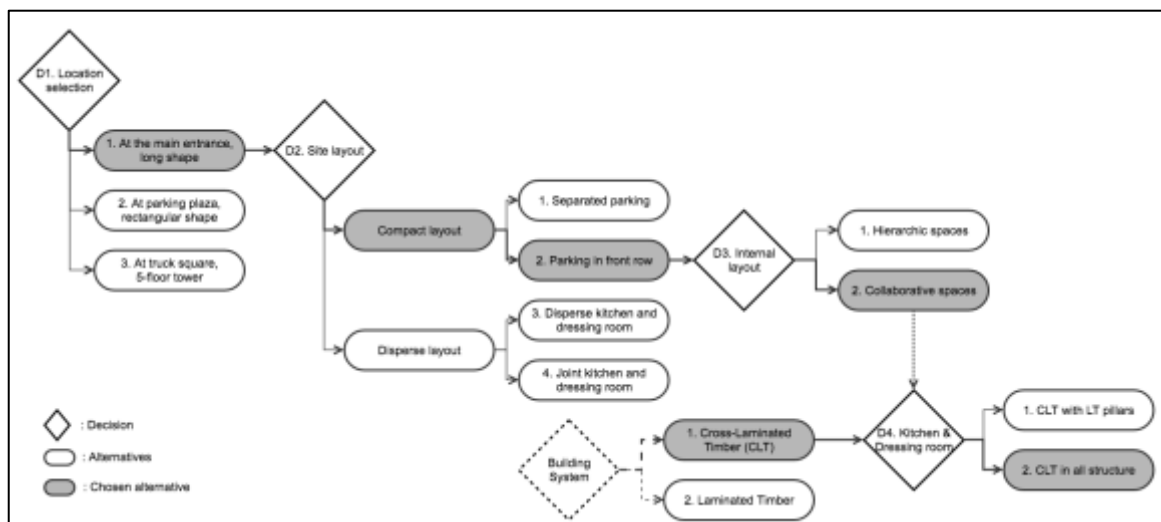 D1. Location
selection
1. At the main entrance,
long shape
2. At parking plaza,
rectangular shape
3. At truck square,
5-floor tower
D2. Site layout
Compact layout
Disperse layout
1. Separated parking
2. Parking in front row
3. Disperse kitchen and
dressing room
4. Joint kitchen and
dressing room
D3. Internal
layout
1. Hierarchic spaces
2. Collaborative spaces
Building
System
1. Cross-Laminated
Timber (CLT)
2. Laminated Timber
D4. Kitchen &
Dressing room
1. CLT with LT pillars
2. CLT in all structure
: Decision
: Alternatives
: Chosen alternative